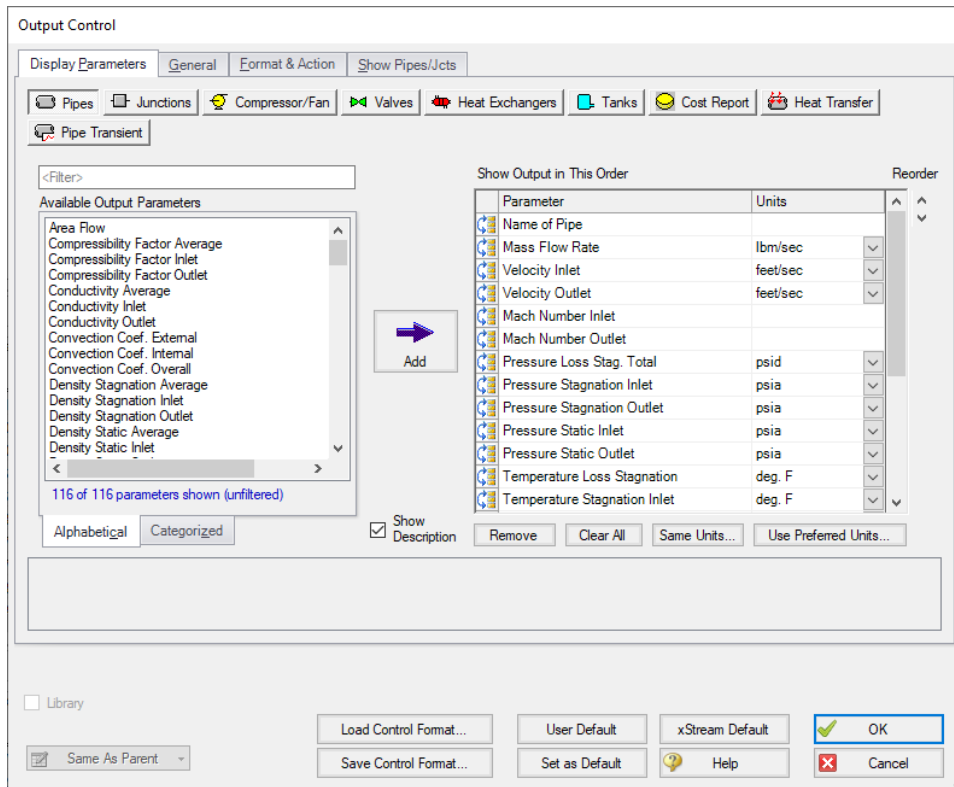 Output Control
Display Parameters
General
Format & Action
Show Pipes/Jcts
Pipes
Junctions
Compressor/Fan
Valves
Heat Exchangers
Tanks
Cost Report
Heat Transfer
Pipe Transient
<Filter>
Available Output Parameters
Area Flow
Compressibility Factor Average
Compressibility Factor Inlet
Compressibility Factor Outlet
Conductivity Average
Conductivity Inlet
Conductivity Outlet
Convection Coef. External
Convection Coef. Internal
Convection Coef. Overall
Density Stagnation Average
Density Stagnation Inlet
Density Stagnation Outlet
Density Static Average
Density Static Inlet
116 of 116 parameters shown (unfiltered)
Alphabetical
Categorized
Add
Show
Description
Show Output in This Order
Reorder
Parameter Units
Name of Pipe
Mass Flow Rate lbm/sec
Velocity Inlet feet/sec
Velocity Outlet feet/sec
Mach Number Inlet
Mach Number Outlet
Pressure Loss Stag. Total psid
Pressure Stagnation Inlet psia
Pressure Stagnation Outlet psia
Pressure Static Inlet psia
Pressure Static Outlet psia
Temperature Loss Stagnation deg. F
Temperature Stagnation Inlet deg. F
Remove
Clear All
Same Units...
Use Preferred Units...
Library
Same As Parent
Load Control Format...
User Default
xStream Default
OK
Save Control Format...
Set as Default
Help
Cancel